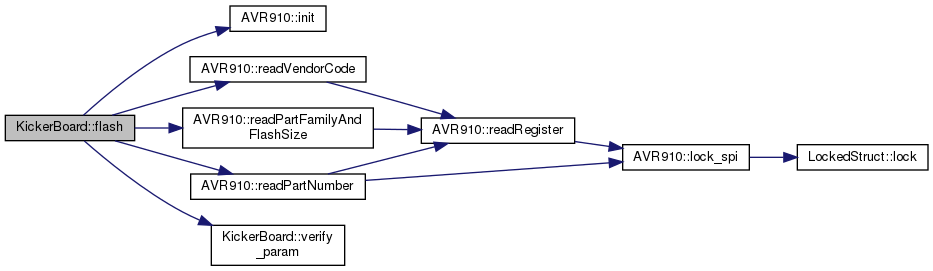 AVR910::init
AVR910::readVendorCode
KickerBoard::flash
AVR910::readPartFamilyAnd
FlashSize
AVR910::readRegister
AVR910::lock_spi
LockedStruct::lock
AVR910::readPartNumber
KickerBoard::verify
_param